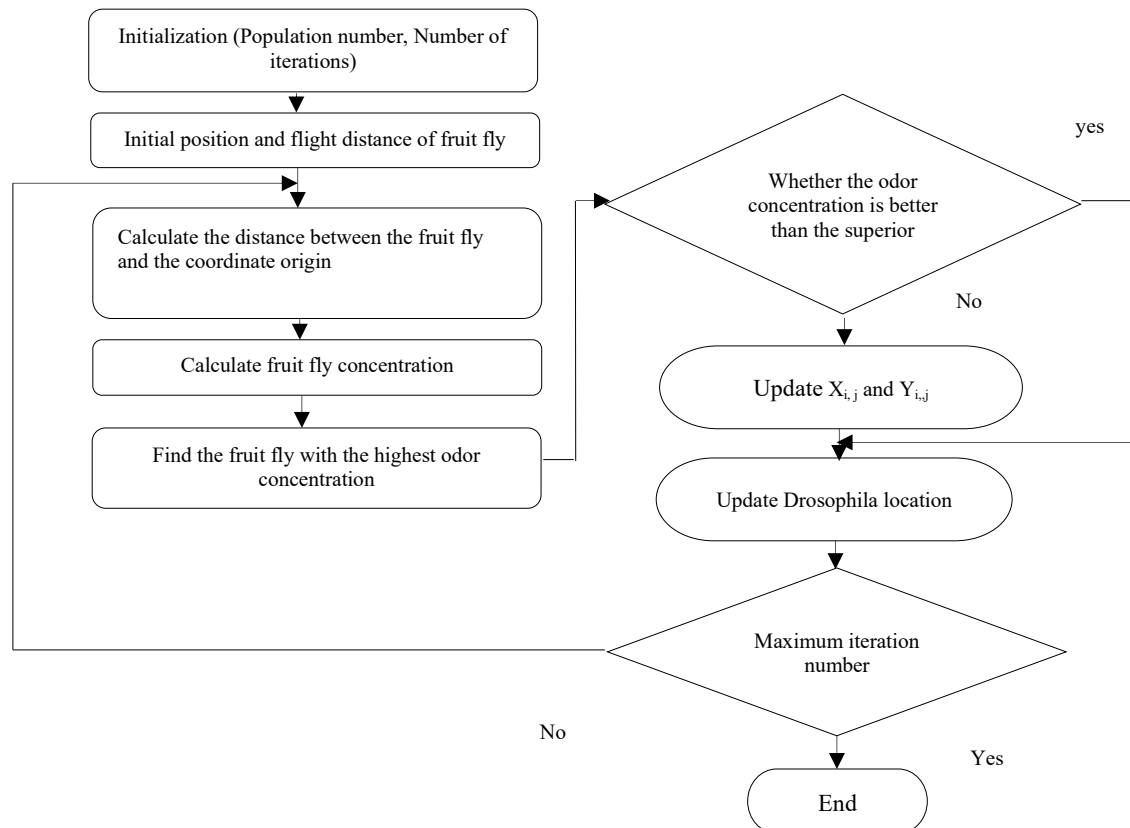 Initialization (Population number, Number of
iterations)
Initial position and flight distance of fruit fly
Calculate the distance between the fruit fly
and the coordinate origin
Calculate fruit fly concentration
Find the fruit fly with the highest odor
concentration
Whether the odor
concentration is better
than the superior
yes
No
Update Xi, j and Yi,,j
Update Drosophila location
Maximum iteration
number
No
Yes
End